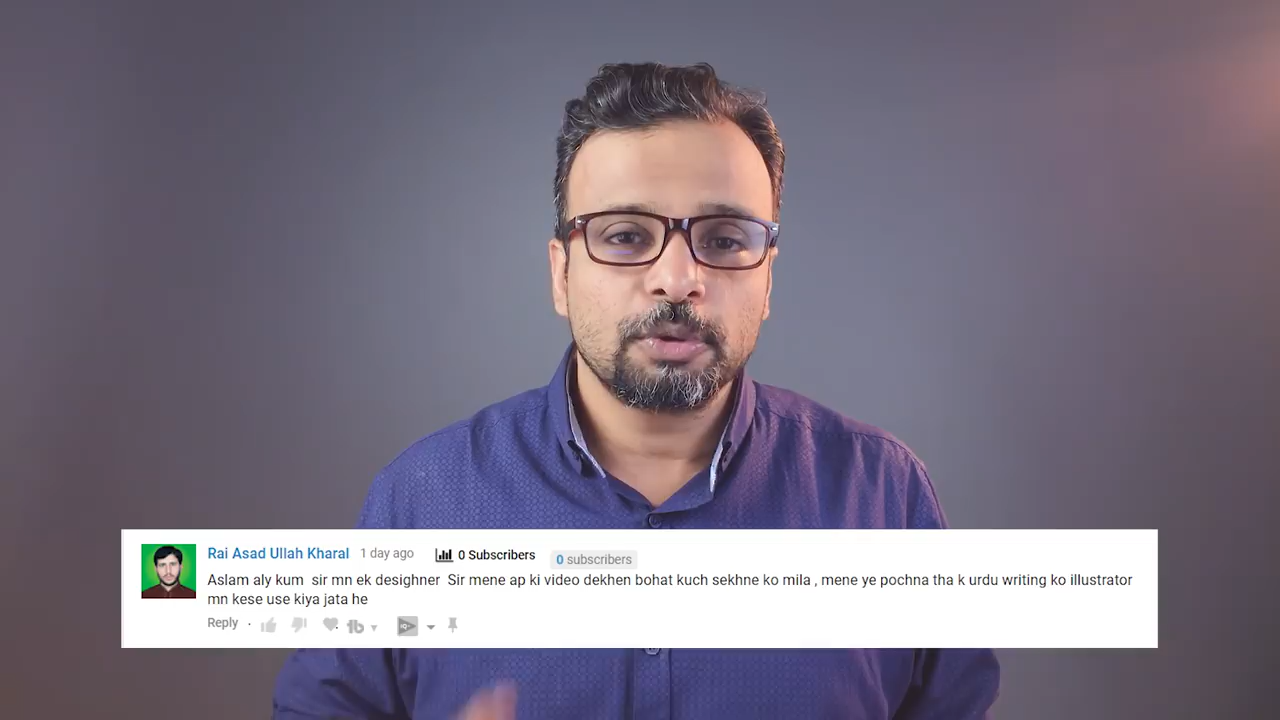 Rai Asad Ullah Kharal 1 day ago 0 Subscribers 0 subscribers
Aslam aly kum sir mn ek desighner Sir mene ap ki video dekhen bohat kuch sekhne ko mila , mene ye pochna tha k urdu writing ko illustrator
mn kese use kiya jata he
Reply